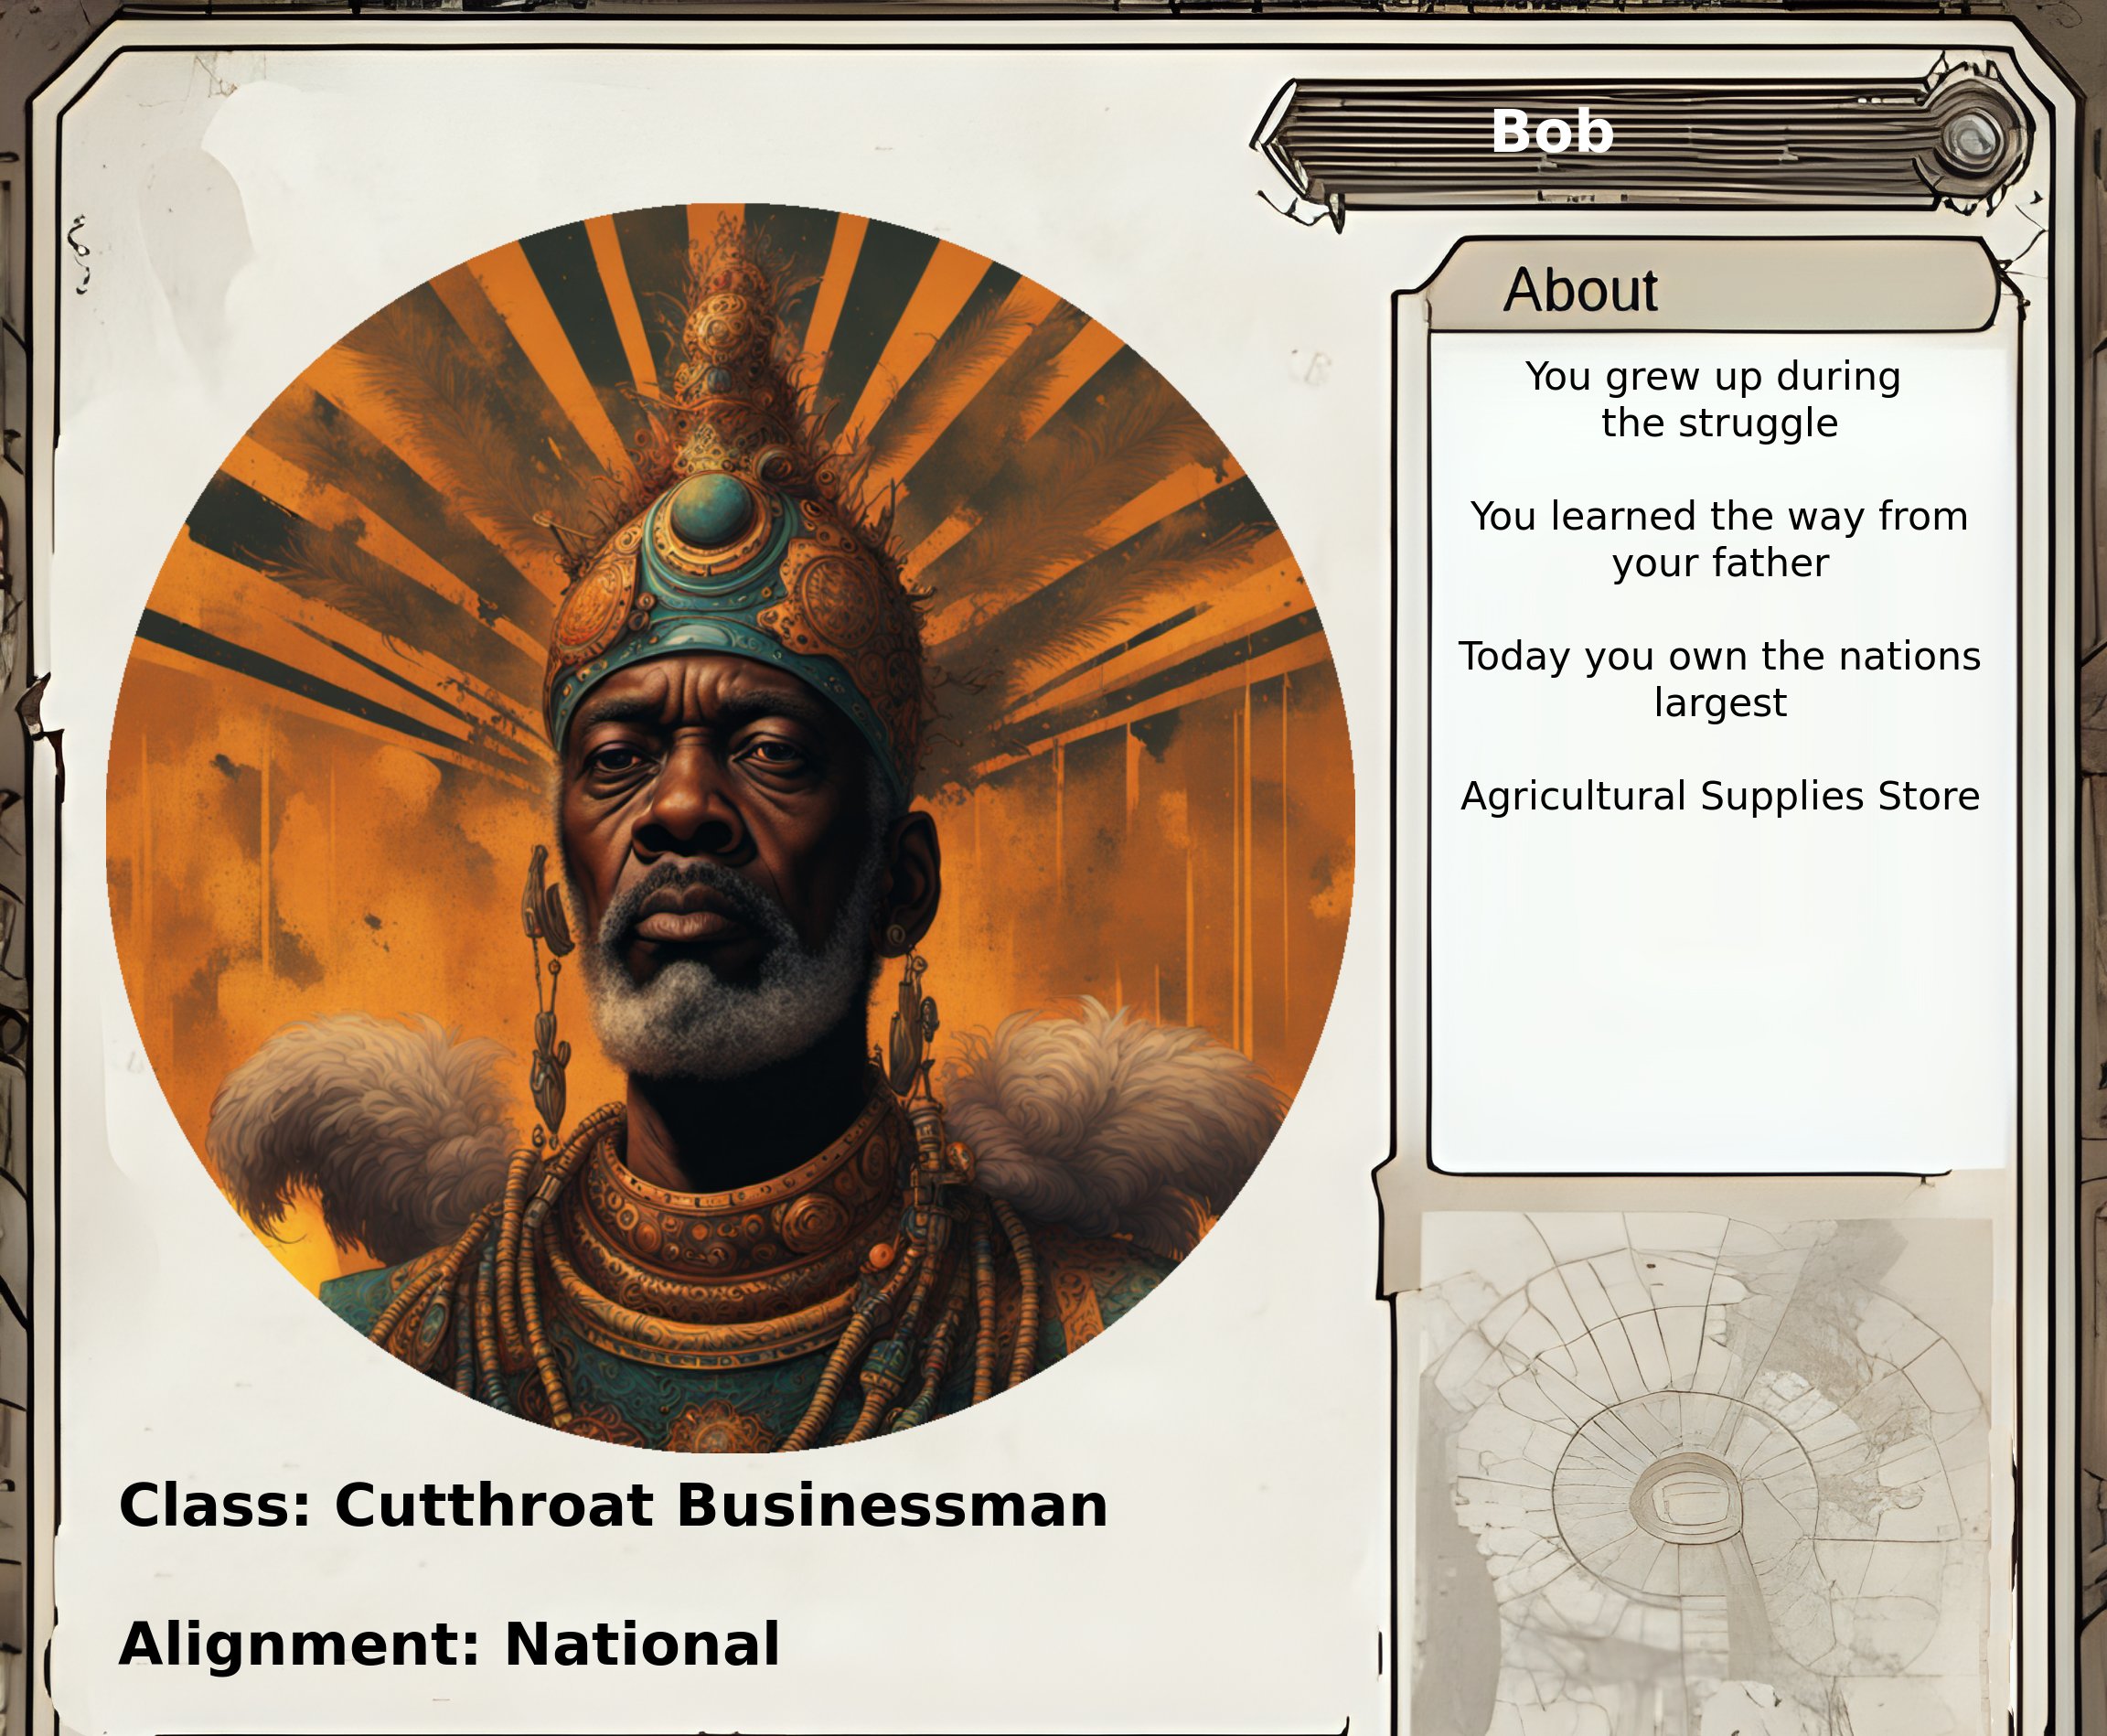 Bob
About
You grew up during
the struggle
You learned the way from
your father
Today you own the nations
largest
Agricultural Supplies Store
Class: Cutthroat Businessman
Alignment: National